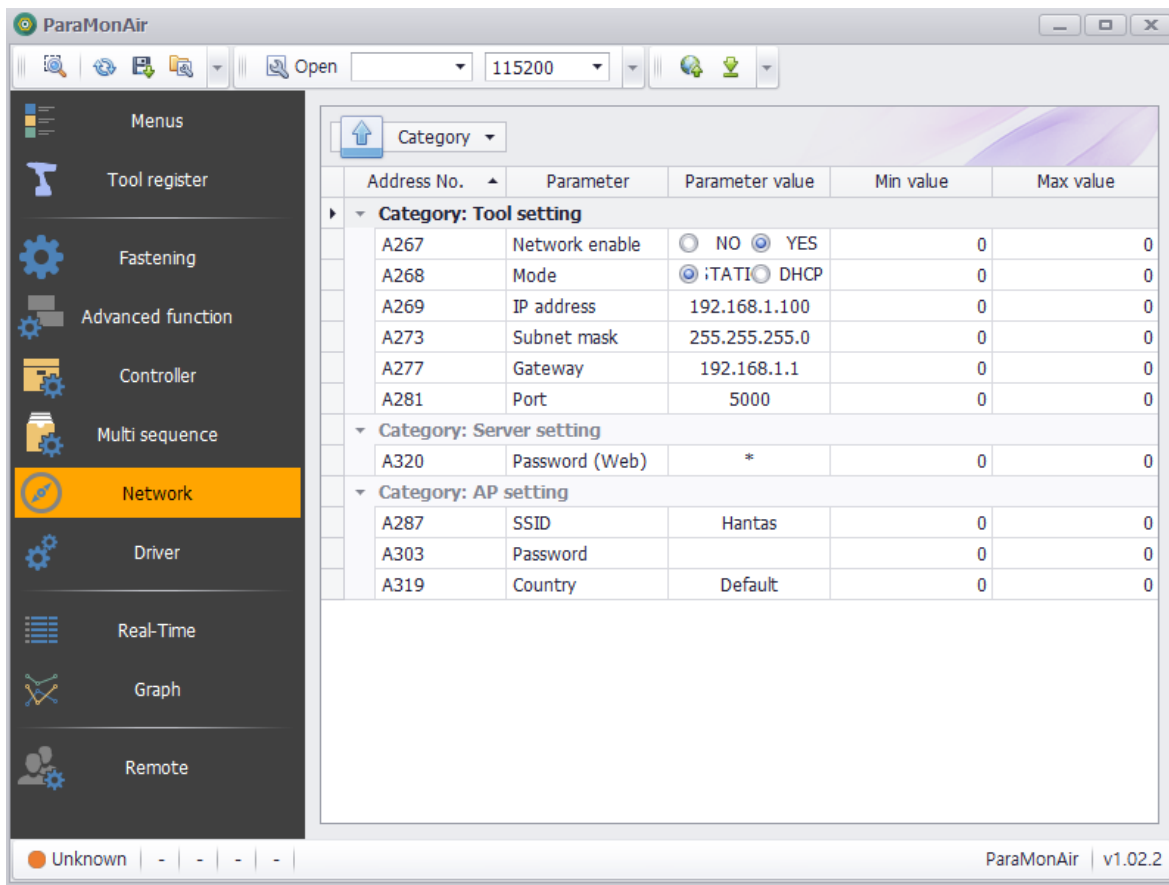 ParaMonAir
Open 115200
Menus
Tool register
Fastening
Advanced function
Controller
Multi sequence
Network
Driver
Real-Time
Graph
Remote
Category
Address No. Parameter Parameter value Min value Max value
Category: Tool setting
A267 Network enable NO YES 0 0
A268 Mode STATI DHCP 0 0
A269 IP address 192.168.1.100 0 0
A273 Subnet mask 255.255.255.0 0 0
A277 Gateway 192.168.1.1 0 0
A281 Port 5000 0 0
Category: Server setting
A320 Password (Web) * 0 0
Category: AP setting
A287 SSID Hantas 0 0
A303 Password 0 0
A319 Country Default 0 0
Unknown - - - - ParaMonAir v1.02.2